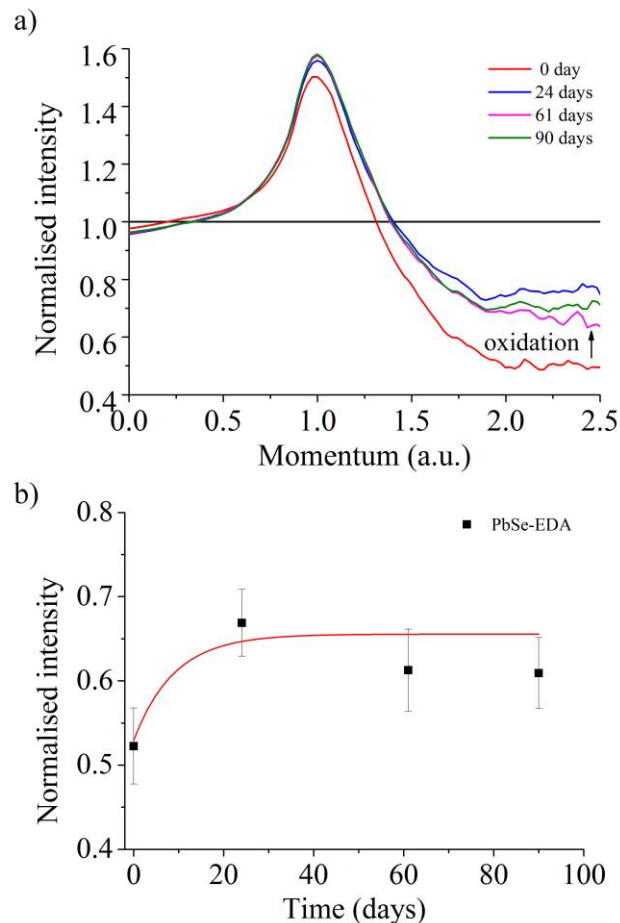 a)
1.6
1.4
1.2
1.0
0.8
0.6
0.4
Normalised intensity
0 day
24 days
61 days
90 days
oxidation
0.0 0.5 1.0 1.5 2.0 2.5
Momentum (a.u.)
b)
0.8
0.7
0.6
0.5
0.4
Normalised intensity
PbSe-EDA
0 20 40 60 80 100
Time (days)